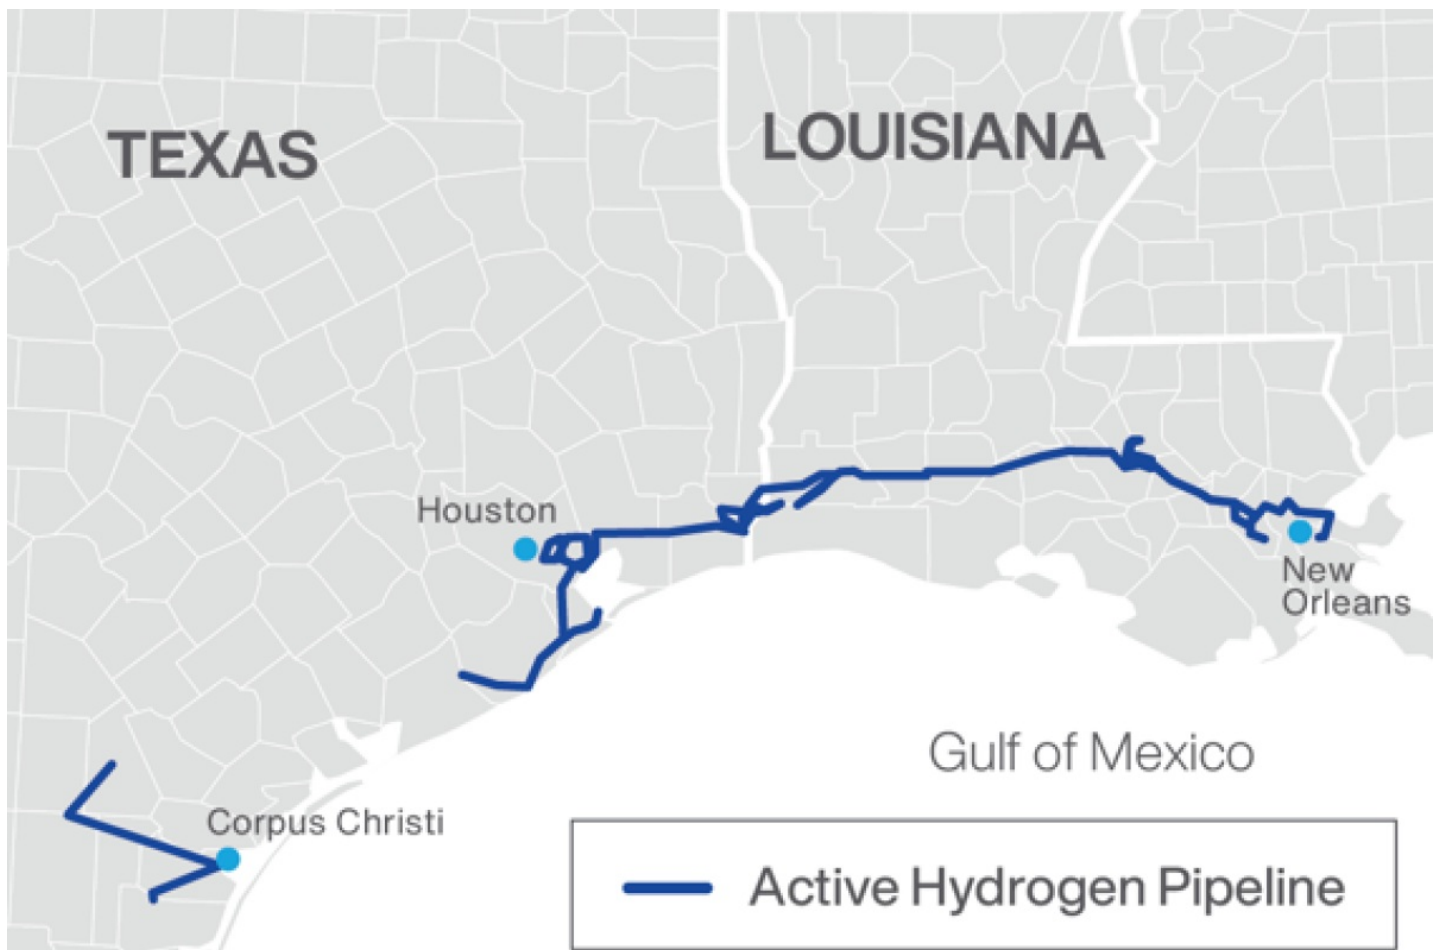 TEXAS
LOUISIANA
Houston
New
Orleans
Gulf of Mexico
Corpus Christi
Active Hydrogen Pipeline